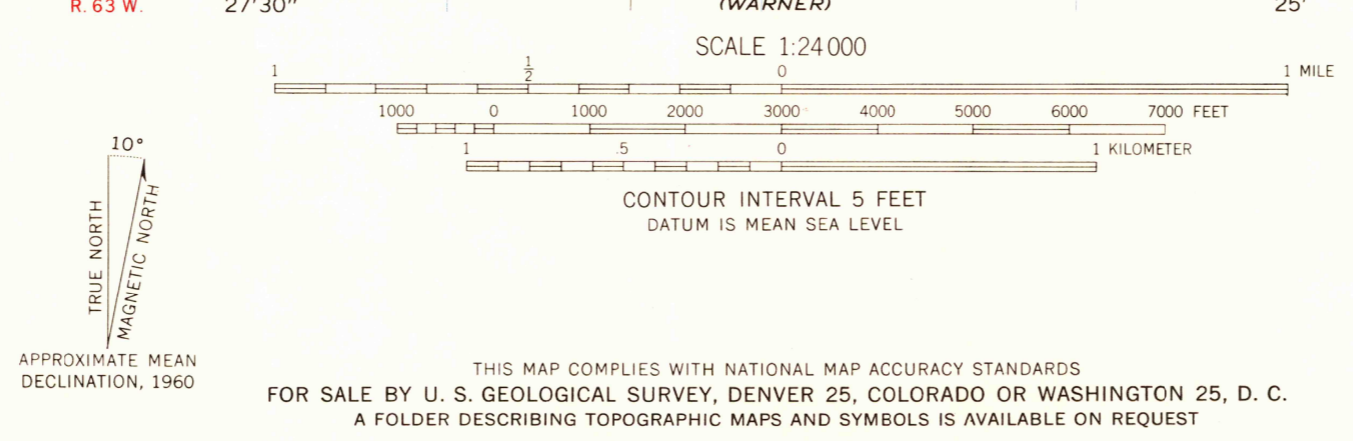 R. 63 W. 27'30" (WARNER) 25'
SCALE 1:24 000
1 1/2 0 1 MILE
1000 0 1000 2000 3000 4000 5000 6000 7000 FEET
1 .5 0 1 KILOMETER
CONTOUR INTERVAL 5 FEET
DATUM IS MEAN SEA LEVEL
10°
TRUE NORTH
MAGNETIC NORTH
APPROXIMATE MEAN
DECLINATION, 1960
THIS MAP COMPLIES WITH NATIONAL MAP ACCURACY STANDARDS
FOR SALE BY U. S. GEOLOGICAL SURVEY, DENVER 25, COLORADO OR WASHINGTON 25, D. C.
A FOLDER DESCRIBING TOPOGRAPHIC MAPS AND SYMBOLS IS AVAILABLE ON REQUEST